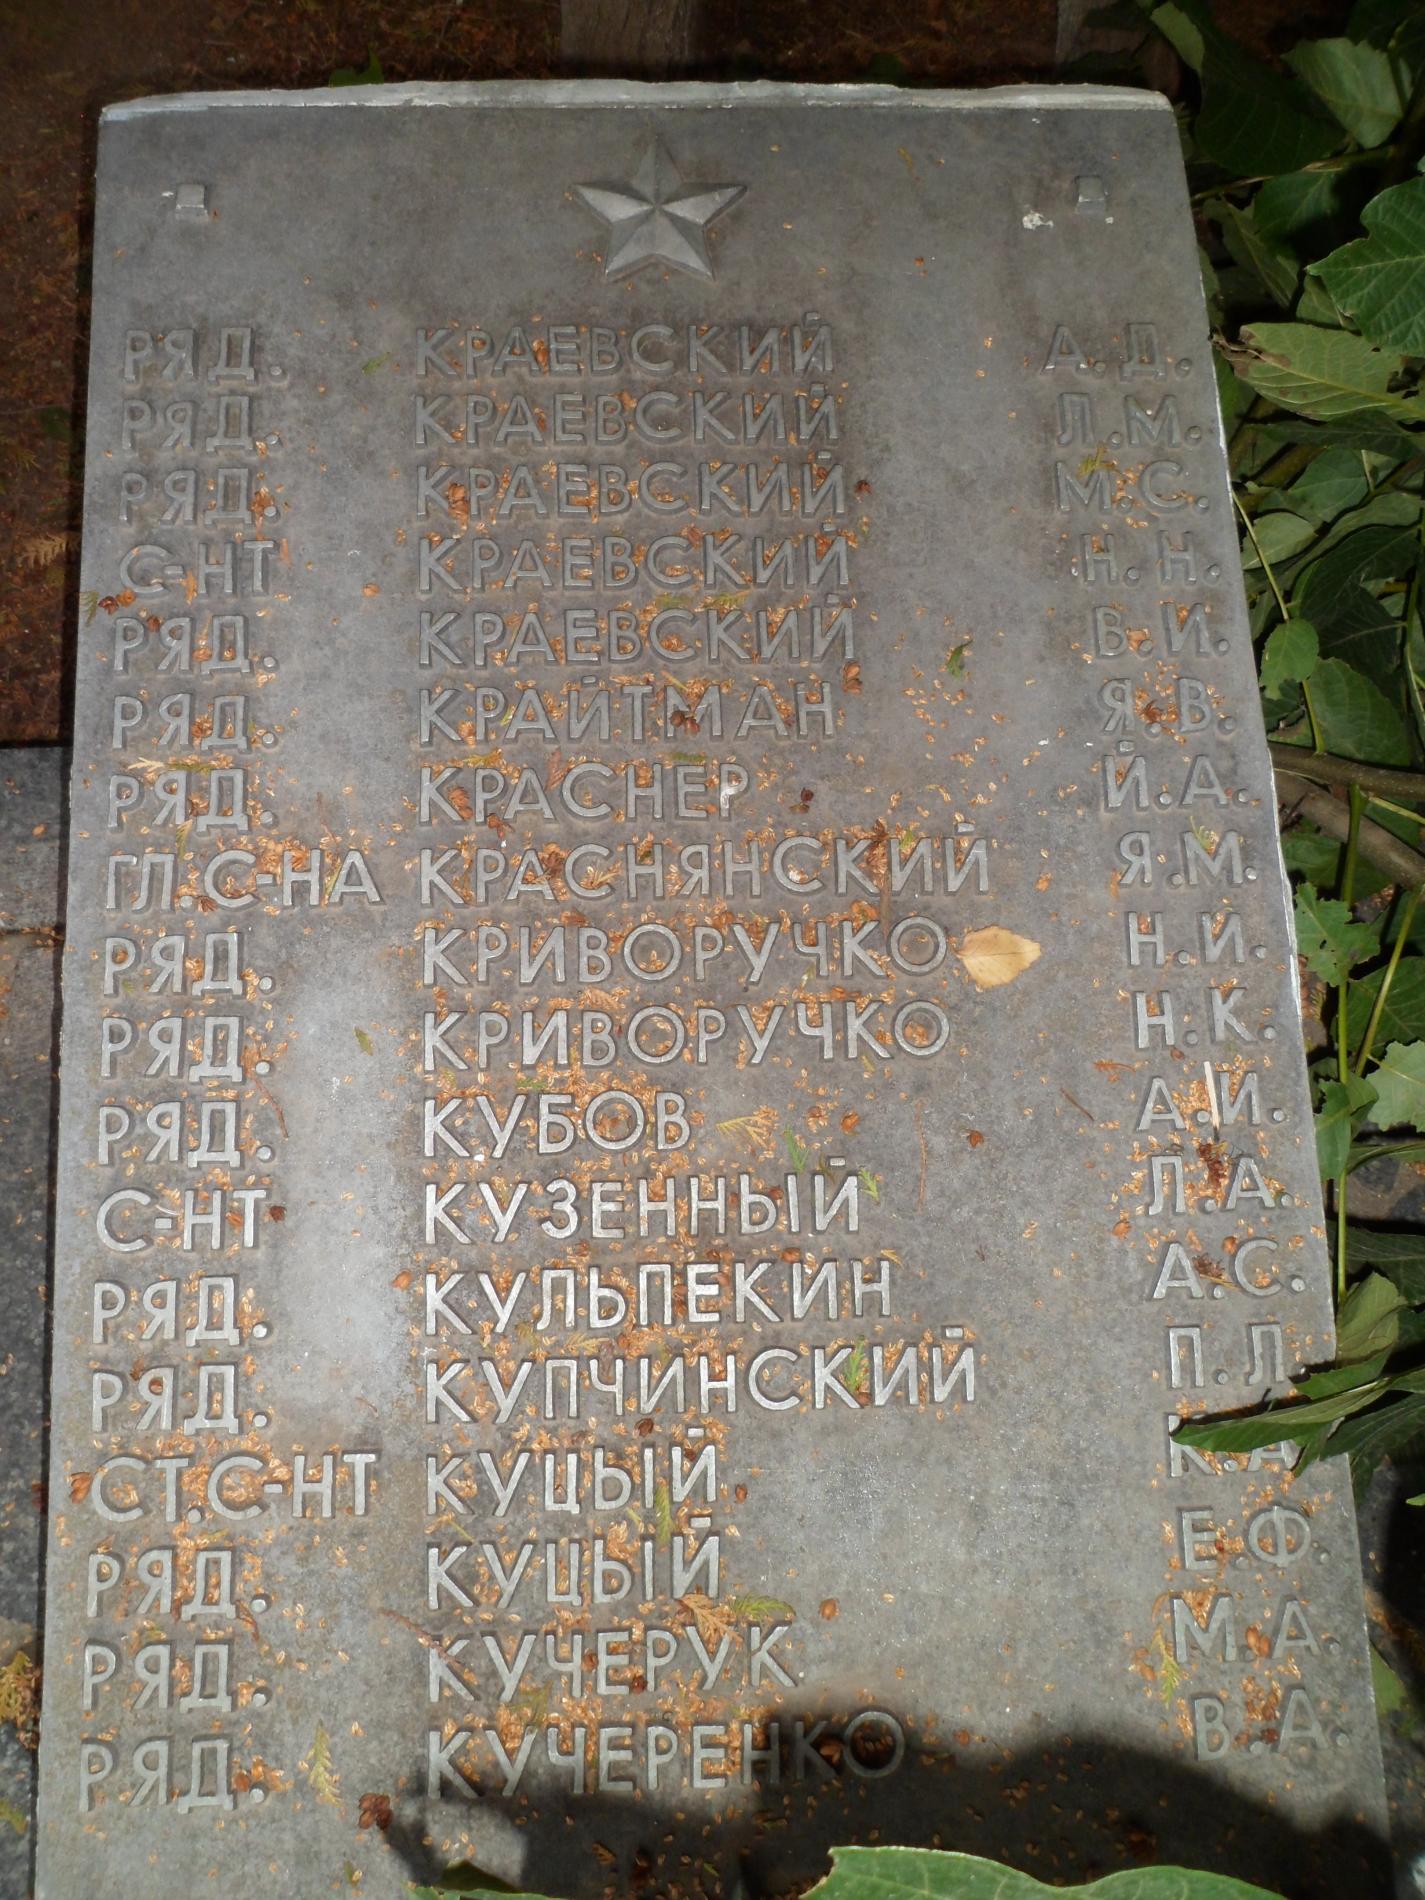 РЯД. КРАЕВСКИЙ А.Д.
РЯД. КРАЕВСКИЙ Л.М.
РЯД. КРАЕВСКИЙ М.С.
С-НТ КРАЕВСКИЙ Н.Н.
РЯД. КРАЕВСКИЙ В.И.
РЯД. КРАЙТМАН Я.В.
РЯД. КРАСНЕР Й.А.
ГЛ.С-НА КРАСНЯНСКИЙ Я.М.
РЯД. КРИВОРУЧКО Н.И.
РЯД. КРИВОРУЧКО Н.К.
РЯД. КУБОВ А.И.
С-НТ КУЗЕННЫЙ Л.А.
РЯД. КУЛЬПЕКИН А.С.
РЯД. КУПЧИНСКИЙ П.Л.
СТ.С-НТ КУЦЫЙ К.А
РЯД. КУЦЫЙ Е.Ф.
РЯД. КУЧЕРУК М.А.
РЯД. КУЧЕРЕНКО В.А.